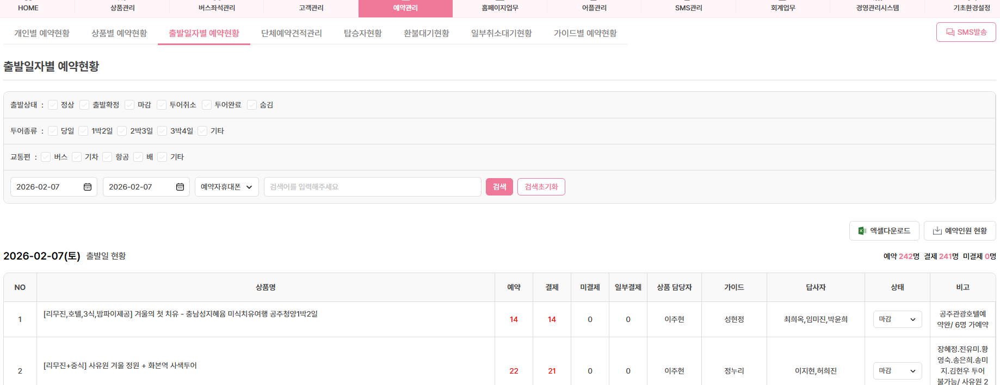 HOME 상품관리 버스좌석관리 고객관리 예약관리 홈페이지업무 어플관리 SMS관리 회계업무 경영관리시스템 기초환경설정
개인별 예약현황 상품별 예약현황 출발일자별 예약현황 단체예약견적관리 탑승자현황 환불대기현황 일부취소대기현황 가이드별 예약현황 SMS발송
출발일자별 예약현황
출발상태 : 정상 출발확정 마감 투어취소 투어완료 숨김
투어종류 : 당일 1박2일 2박3일 3박4일 기타
교통편 : 버스 기차 항공 배 기타
2026-02-07 2026-02-07 예약자휴대폰 검색어를 입력해주세요 검색 검색초기화
엑셀다운로드 예약인원 현황
2026-02-07(토) 출발일 현황 예약 242명 결제 241명 미결제 0명
NO 상품명 예약 결제 미결제 일부결제 상품 담당자 가이드 답사자 상태 비고
1 [리무진,호텔,3식,밤파이제공] 겨울의 첫 치유 - 충남성지혜윰 미식치유여행 공주청양1박2일 14 14 0 0 이주현 성현정 최희옥,임미진,박윤희 마감 공주관광호텔예
약완/ 6명 가예약
2 [리무진+중식] 사유원 겨울 정원 + 화본역 사색투어 22 21 0 0 이주현 정누리 이지현,허희진 마감 장혜정.전유미.황
영숙.송은희.송미
지.김현우 투어
불가능/ 사유원 2